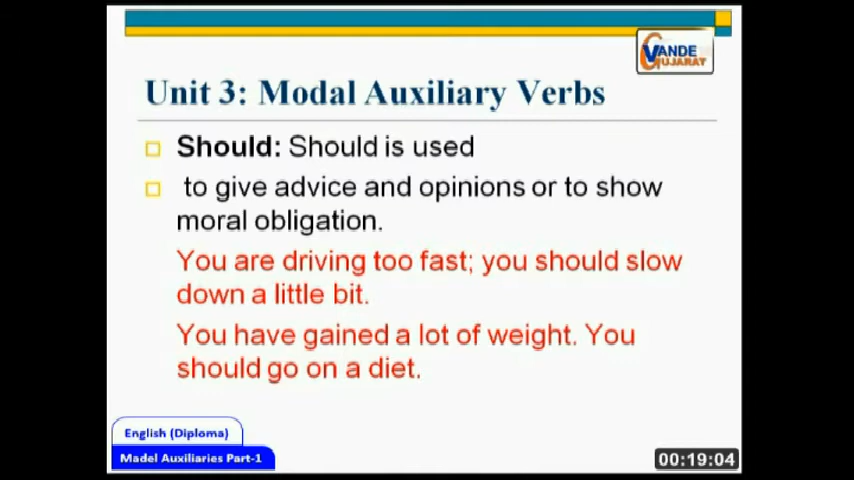 VANDE
GUJARAT
Unit 3: Modal Auxiliary Verbs
Should: Should is used
to give advice and opinions or to show
moral obligation.
You are driving too fast; you should slow
down a little bit.
You have gained a lot of weight. You
should go on a diet.
English (Diploma)
Madel Auxiliaries Part-1
00:19:04